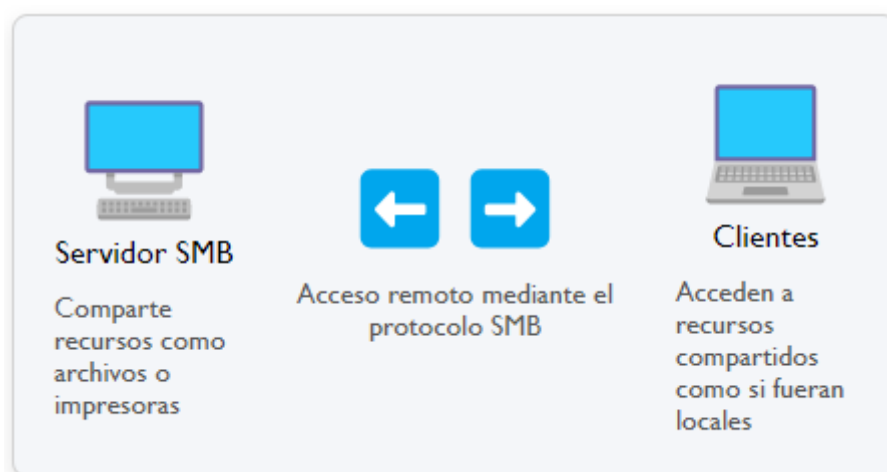 Servidor SMB
Comparte
recursos como
archivos o
impresoras
Acceso remoto mediante el
protocolo SMB
Clientes
Acceden a
recursos
compartidos
como si fueran
locales